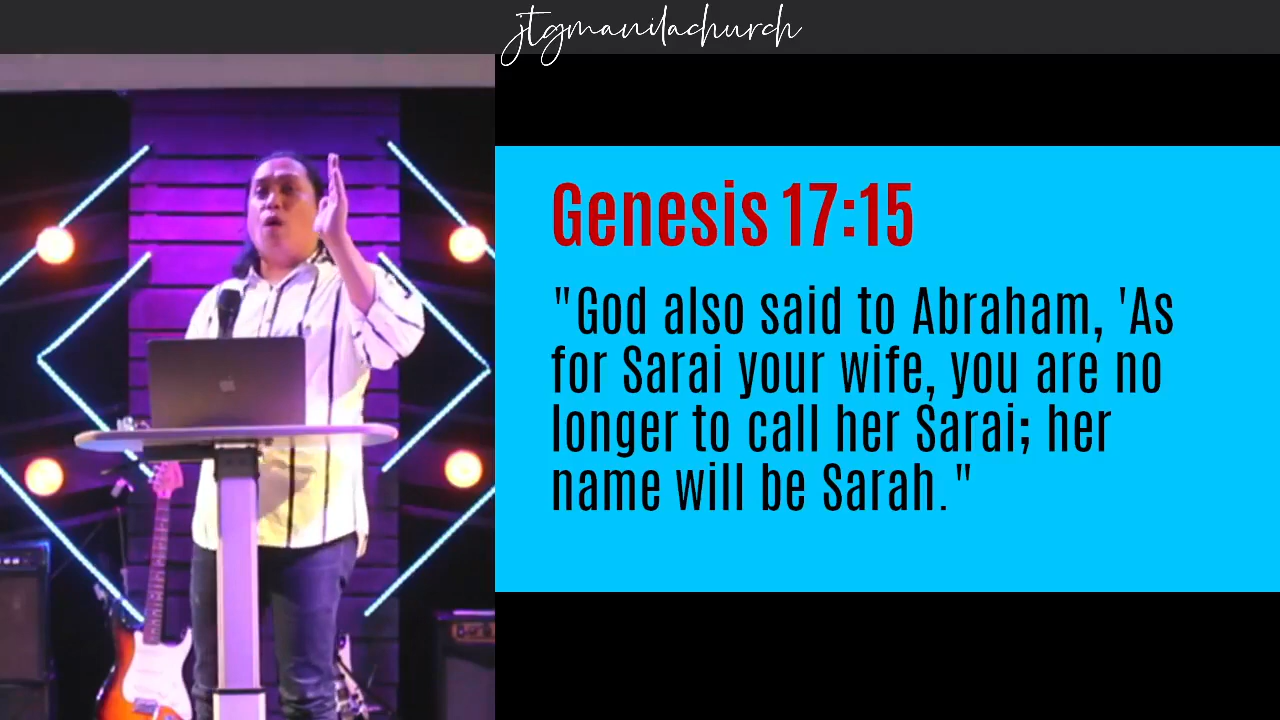 jtgmanilachurch
Genesis 17:15
"God also said to Abraham, 'As
for Sarai your wife, you are no
longer to call her Sarai; her
name will be Sarah."